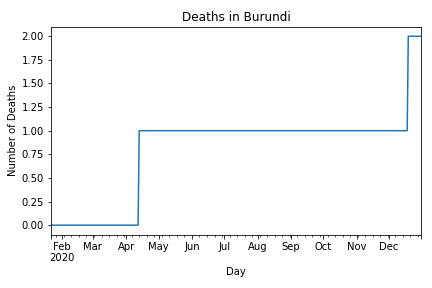 Deaths in Burundi
2.00
1.75
1.50
1.25
1.00
0.75
0.50
0.25
0.00
Number of Deaths
Feb Mar Apr May Jun Jul Aug Sep Oct Nov Dec
2020
Day